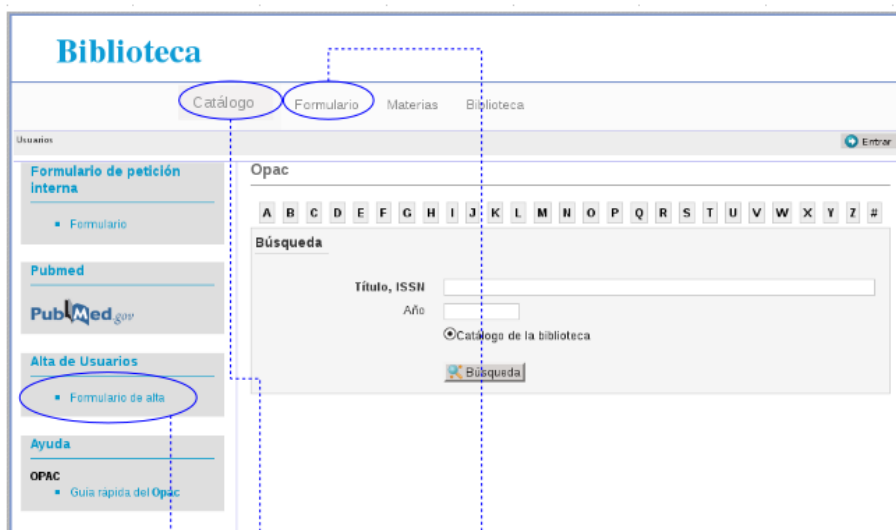 Biblioteca
Catálogo Formulario Materias Biblioteca
Usuarios
Entrar
Formulario de petición
interna
Formulario
Pubmed
PubMed.gov
Alta de Usuarios
Formulario de alta
Ayuda
OPAC
Guía rápida del Opac
Opac
A B C D E F G H I J K L M N O P Q R S T U V W X Y Z #
Búsqueda
Título, ISSN
Año
Catálogo de la biblioteca
Búsqueda